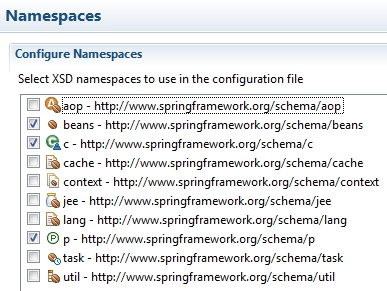 Namespaces
Configure Namespaces
Select XSD namespaces to use in the configuration file
aop - http://www.springframework.org/schema/aop
beans - http://www.springframework.org/schema/beans
c - http://www.springframework.org/schema/c
cache - http://www.springframework.org/schema/cache
context - http://www.springframework.org/schema/context
jee - http://www.springframework.org/schema/jee
lang - http://www.springframework.org/schema/lang
p - http://www.springframework.org/schema/p
task - http://www.springframework.org/schema/task
util - http://www.springframework.org/schema/util